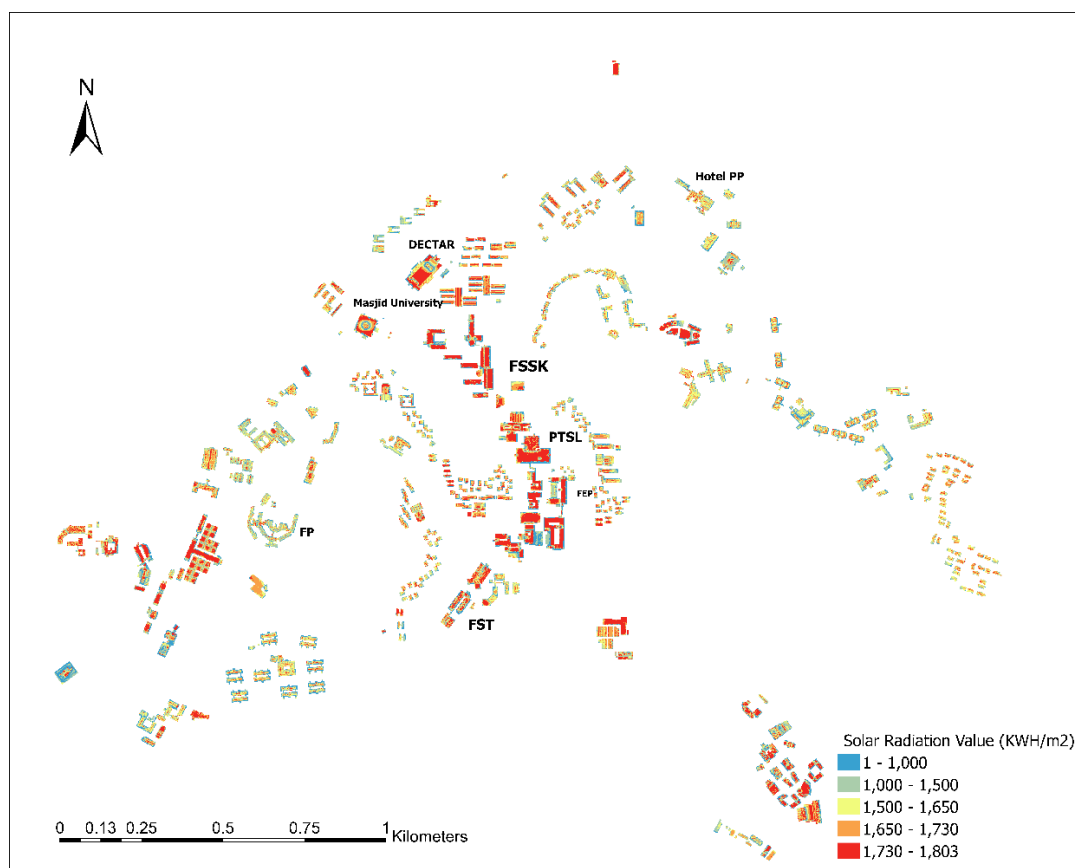 N
Hotel PP
DECTAR
Masjid University
FSSK
PTSL
FEP
FP
FST
Solar Radiation Value (KWH/m2)
1 - 1,000
1,000 - 1,500
1,500 - 1,650
1,650 - 1,730
1,730 - 1,803
0 0.13 0.25 0.5 0.75 1
Kilometers